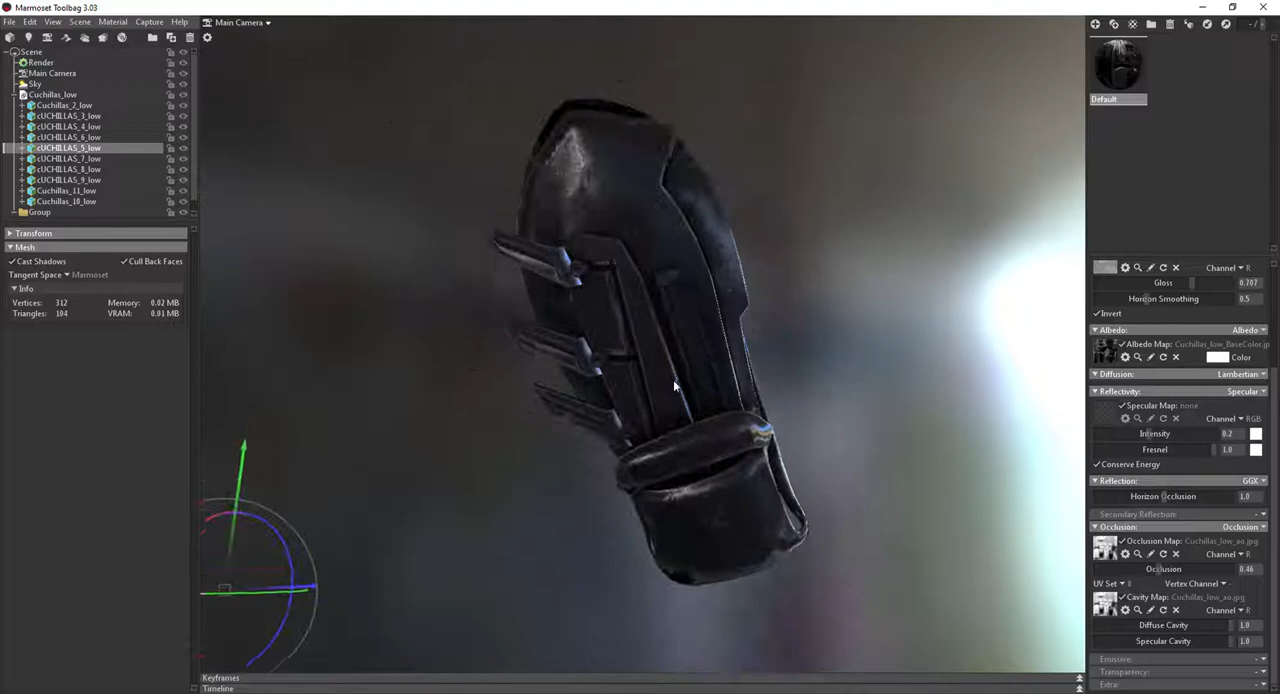 Marmoset Toolbag 3.03
File Edit View Scene Material Capture Help
Main Camera
Scene
Render
Main Camera
Sky
Cuchillas_low
Cuchillas_2_low
cUCHILLAS_3_low
cUCHILLAS_4_low
cUCHILLAS_6_low
cUCHILLAS_5_low
cUCHILLAS_7_low
cUCHILLAS_8_low
cUCHILLAS_9_low
Cuchillas_11_low
Cuchillas_10_low
Group
Transform
Mesh
Cast Shadows Cull Back Faces
Tangent Space Marmoset
Info
Vertices: 312 Memory: 0.02 MB
Triangles: 104 VRAM: 0.01 MB
Keyframes
Timeline
- /
Default
Channel R
Gloss 0.707
Horizon Smoothing 0.5
Invert
Albedo: Albedo
Albedo Map: Cuchillas_low_BaseColor.jp
Color
Diffusion: Lambertian
Reflectivity: Specular
Specular Map: none
Channel RGB
Intensity 0.2
Fresnel 1.0
Conserve Energy
Reflection: GGX
Horizon Occlusion 1.0
Secondary Reflection: -
Occlusion: Occlusion
Occlusion Map: Cuchillas_low_ao.jpg
Channel R
Occlusion 0.46
UV Set 0 Vertex Channel -
Cavity Map: Cuchillas_low_ao.jpg
Channel R
Diffuse Cavity 1.0
Specular Cavity 1.0
Emissive: -
Transparency: -
Extra: -